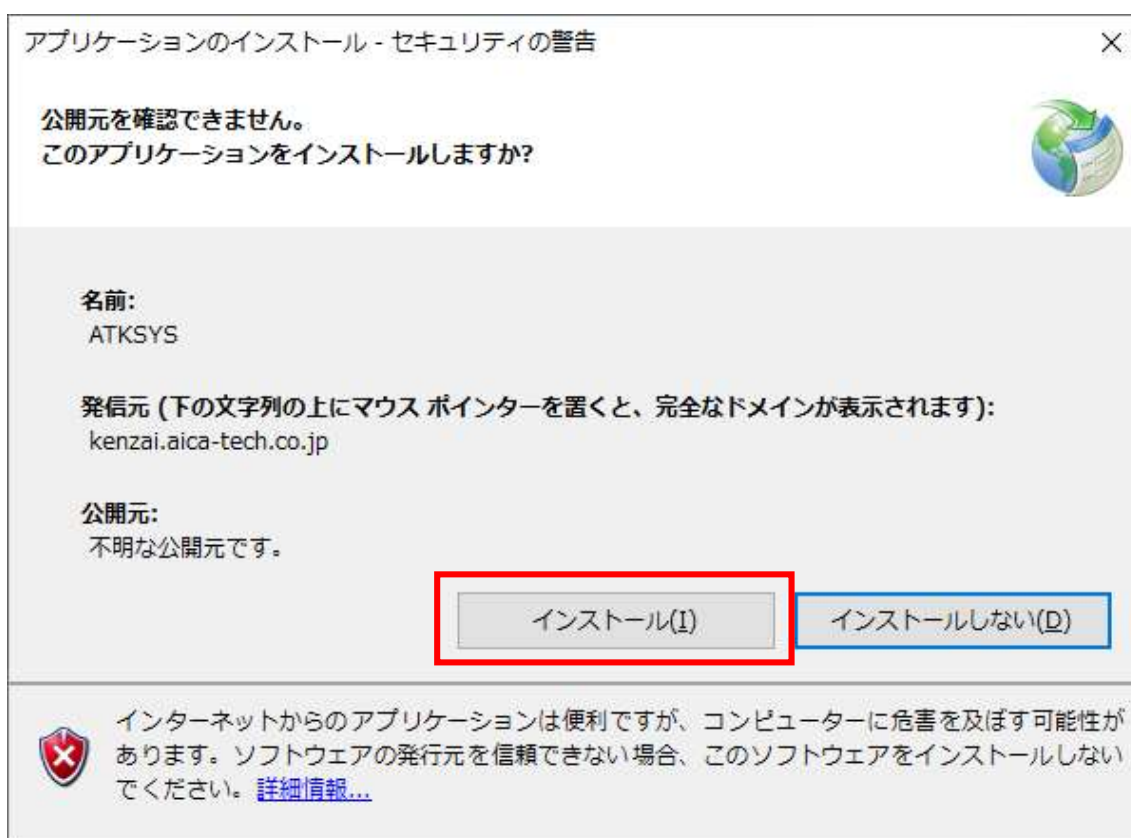 アプリケーションのインストール - セキュリティの警告
公開元を確認できません。
このアプリケーションをインストールしますか?
名前:
ATKSYS
発信元 (下の文字列の上にマウス ポインターを置くと、完全なドメインが表示されます):
kenzai.aica-tech.co.jp
公開元:
不明な公開元です。
インストール(I)
インストールしない(D)
インターネットからのアプリケーションは便利ですが、コンピューターに危害を及ぼす可能性が
あります。ソフトウェアの発行元を信頼できない場合、このソフトウェアをインストールしない
でください。詳細情報...